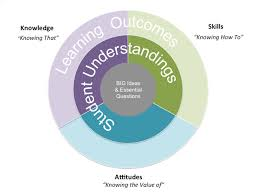 Knowledge
"Knowing That"
Skills
"Knowing How To"
Learning Outcomes
Student Understandings
BIG Ideas
& Essential
Questions
Attitudes
"Knowing the Value of"